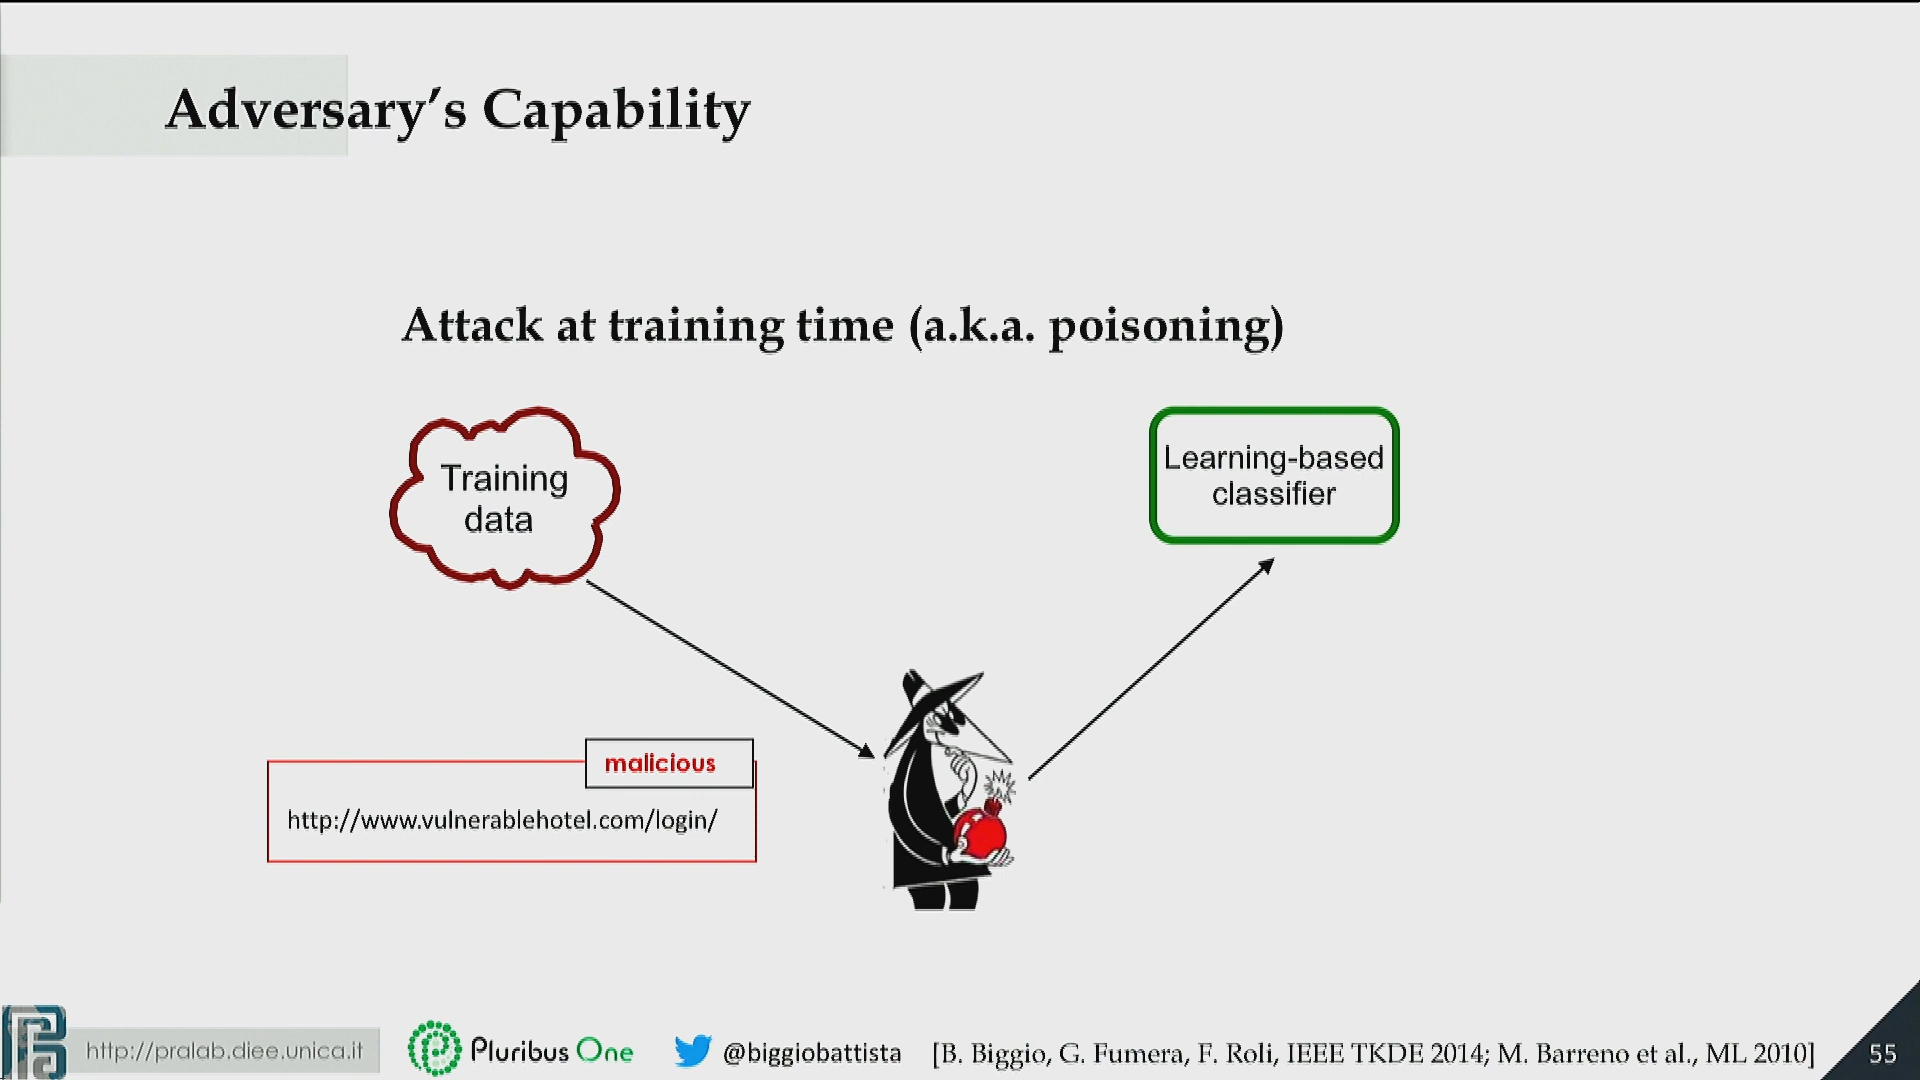 Adversary's Capability
Attack at training time (a.k.a. poisoning)
Training
data
Learning-based
classifier
malicious
http://www.vulnerablehotel.com/login/
http://pralab.diee.unica.it
Pluribus One
@biggiobattista
[B. Biggio, G. Fumera, F. Roli, IEEE TKDE 2014; M. Barreno et al., ML 2010]
55